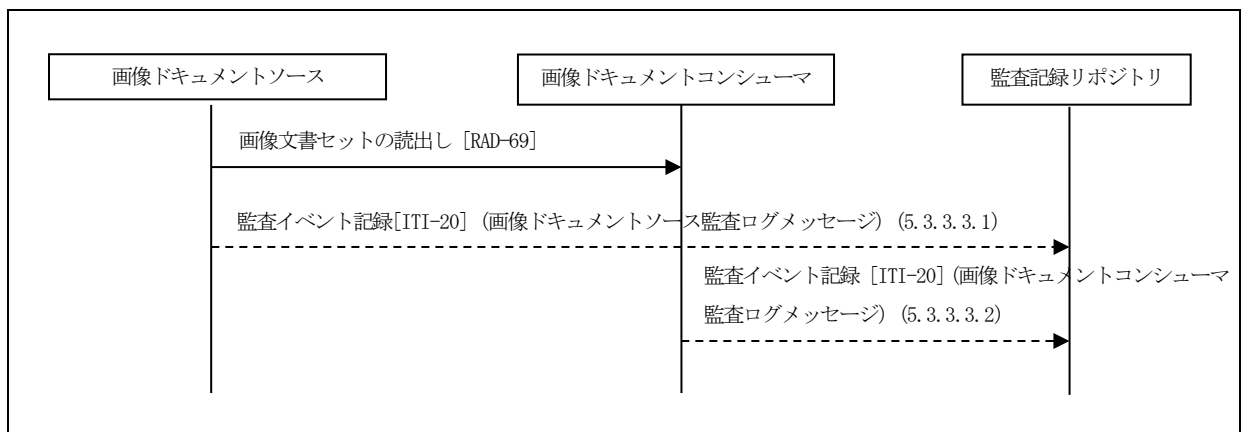 画像ドキュメントソース
画像ドキュメントコンシューマ
監査記録リポジトリ
画像文書セットの読出し [RAD-69]
監査イベント記録[ITI-20] (画像ドキュメントソース監査ログメッセージ) (5.3.3.3.1)
監査イベント記録 [ITI-20] (画像ドキュメントコンシューマ
監査ログメッセージ) (5.3.3.3.2)